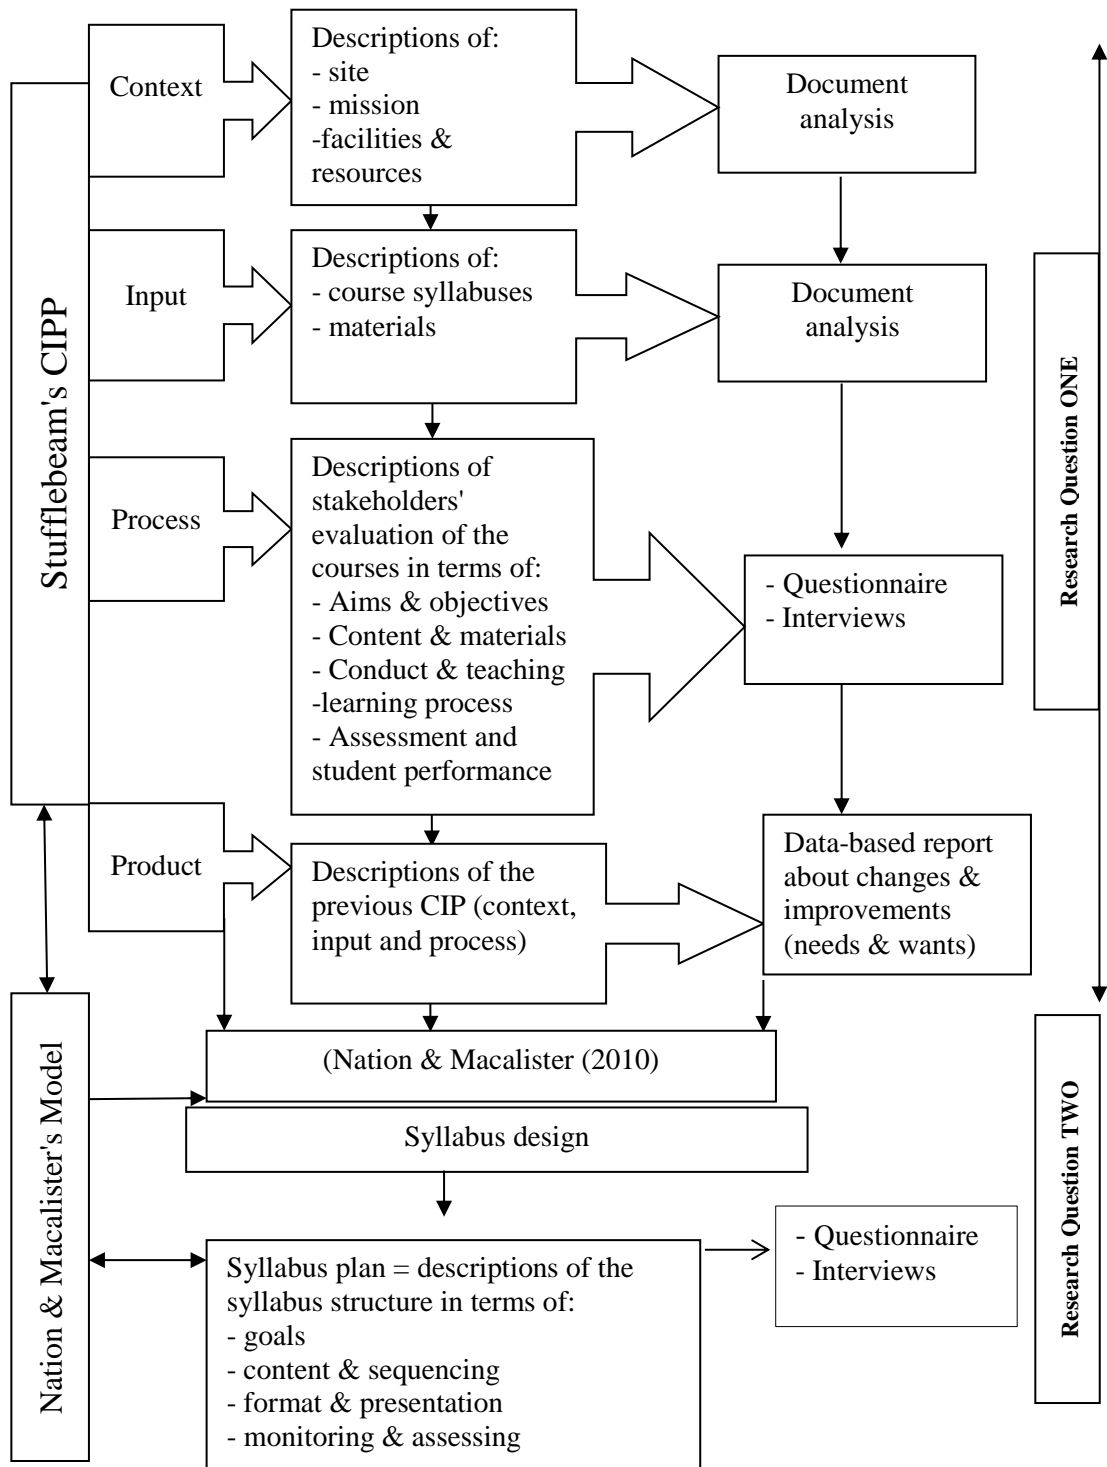 Stufflebeam's CIPP
Context
Descriptions of:
- site
- mission
-facilities &
resources
Document
analysis
Input
Descriptions of:
- course syllabuses
- materials
Document
analysis
Research Question ONE
Process
Descriptions of
stakeholders'
evaluation of the
courses in terms of:
- Aims & objectives
- Content & materials
- Conduct & teaching
-learning process
- Assessment and
student performance
- Questionnaire
- Interviews
Product
Descriptions of the
previous CIP (context,
input and process)
Data-based report
about changes &
improvements
(needs & wants)
Nation & Macalister's Model
(Nation & Macalister (2010)
Syllabus design
Research Question TWO
Syllabus plan = descriptions of the
syllabus structure in terms of:
- goals
- content & sequencing
- format & presentation
- monitoring & assessing
- Questionnaire
- Interviews